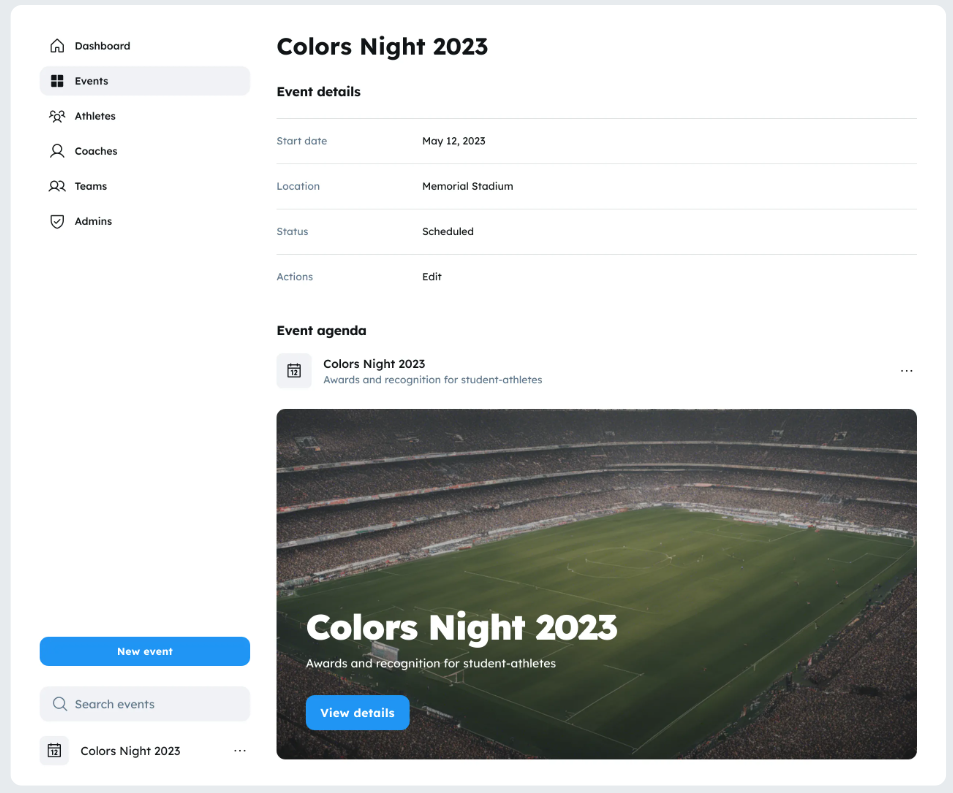 Dashboard
Events
Athletes
Coaches
Teams
Admins
New event
Search events
12
Colors Night 2023
...
Colors Night 2023
Event details
Start date May 12, 2023
Location Memorial Stadium
Status Scheduled
Actions Edit
Event agenda
12
Colors Night 2023
...
Awards and recognition for student-athletes
Colors Night 2023
Awards and recognition for student-athletes
View details